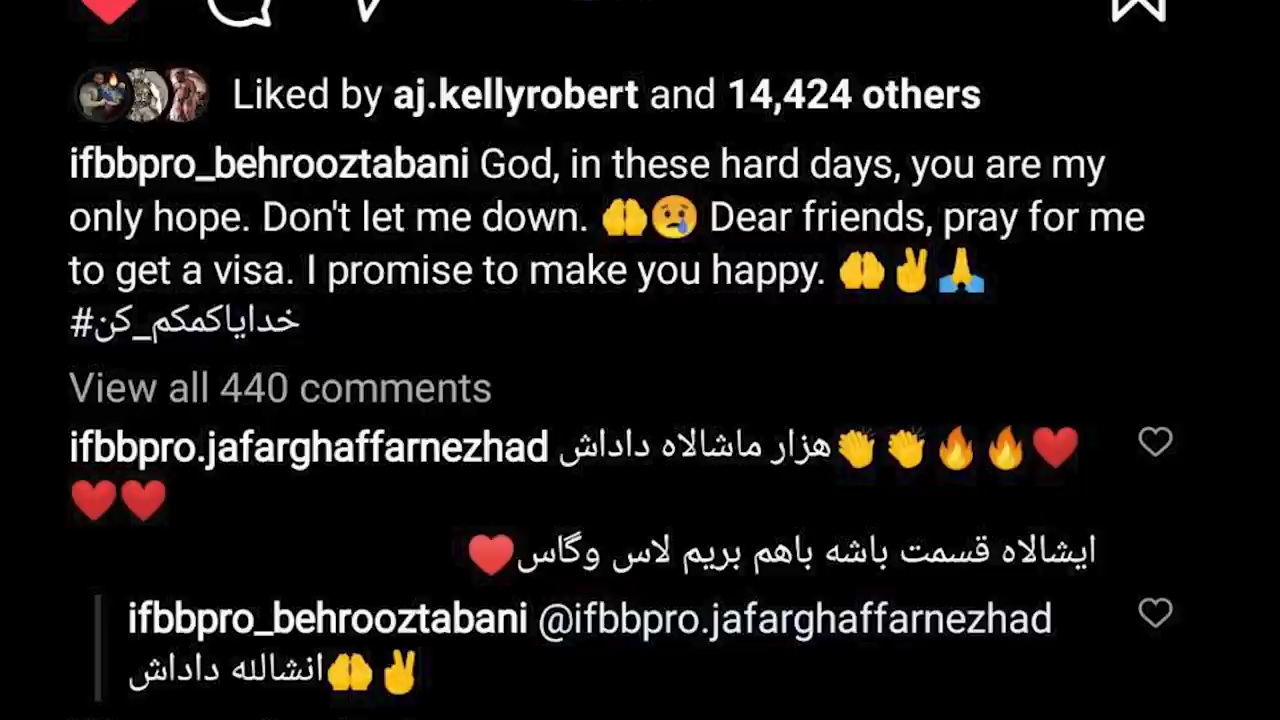 Liked by aj.kellyrobert and 14,424 others
ifbbpro_behrooztabani God, in these hard days, you are my
only hope. Don't let me down. 🤲😢 Dear friends, pray for me
to get a visa. I promise to make you happy. 🤲✌️🙏
#خدایاکمکم_کن
View all 440 comments
ifbbpro.jafarghaffarnezhad هزار ماشالاه داداش👏👏🔥🔥❤️
❤️❤️
ایشالاه قسمت باشه باهم بریم لاس وگاس❤️
ifbbpro_behrooztabani @ifbbpro.jafarghaffarnezhad
انشالله داداش🤲✌️